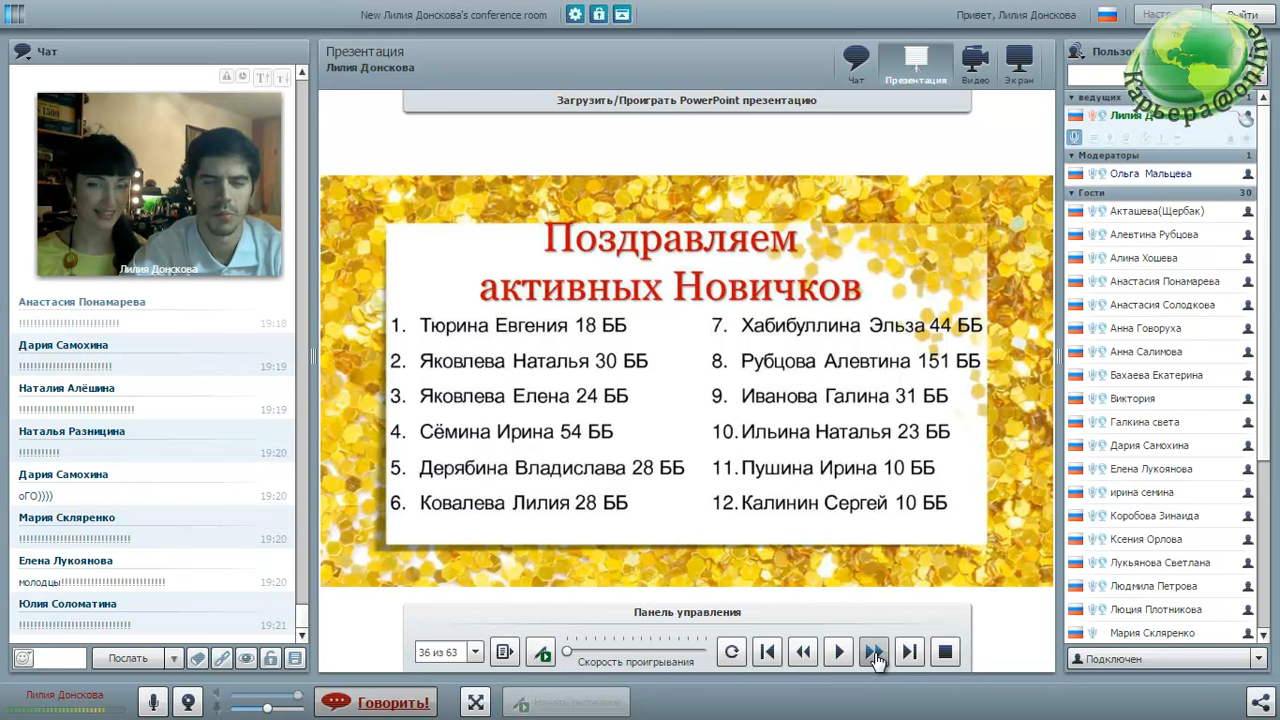 New Лилия Донскова's conference room
Привет, Лилия Донскова
Выйти
Карьера@online
Чат
Лилия Донскова
Анастасия Понамарева
!!!!!!!!!!!!!!!!!!!!!!!!!! 19:18
Дария Самохина
!!!!!!!!!!!!!!!!!!!!!!!! 19:19
Наталия Алёшина
!!!!!!!!!!!!!!!!!!!!!!!!!!!!!! 19:19
Наталья Разницина
!!!!!!!!!!! 19:20
Дария Самохина
оГО)))) 19:20
Мария Скляренко
!!!!!!!!!!!!!!!!!!!!!!!!!!!!! 19:20
Елена Лукоянова
молодцы!!!!!!!!!!!!!!!!!!!!!!!!!! 19:20
Юлия Соломатина
!!!!!!!!!!!!!!!!!!!!!!!!!!!!! 19:21
Послать
Презентация
Лилия Донскова
Чат
Презентация
Видео
Экран
Загрузить/Проиграть PowerPoint презентацию
Поздравляем
активных Новичков
1. Тюрина Евгения 18 ББ
2. Яковлева Наталья 30 ББ
3. Яковлева Елена 24 ББ
4. Сёмина Ирина 54 ББ
5. Дерябина Владислава 28 ББ
6. Ковалева Лилия 28 ББ
7. Хабибуллина Эльза 44 ББ
8. Рубцова Алевтина 151 ББ
9. Иванова Галина 31 ББ
10. Ильина Наталья 23 ББ
11. Пушина Ирина 10 ББ
12. Калинин Сергей 10 ББ
Панель управления
36 из 63
Скорость проигрывания
ведущих 1
Лилия
Модераторы 1
Ольга Мальцева
Гости 30
Акташева(Щербак)
Алевтина Рубцова
Алина Хошева
Анастасия Понамарева
Анастасия Солодкова
Анна Говоруха
Анна Салимова
Бахаева Екатерина
Виктория
Галкина света
Дария Самохина
Елена Лукоянова
ирина семина
Коробова Зинаида
Ксения Орлова
Лукьянова Светлана
Людмила Петрова
Люция Плотникова
Мария Скляренко
Подключен
Лилия Донскова
Говорить!